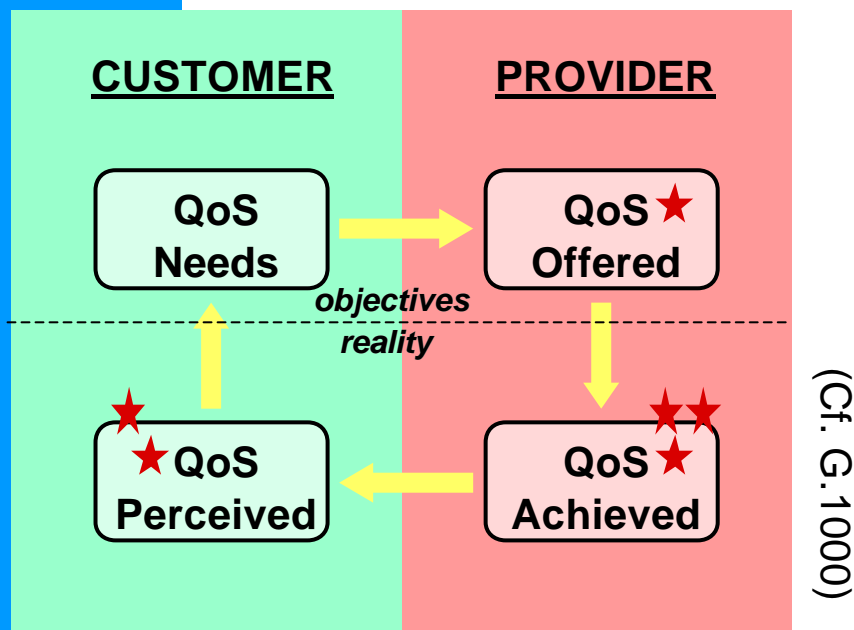 CUSTOMER
PROVIDER
QoS
Needs
QoS
Offered
objectives
reality
QoS
Perceived
QoS
Achieved
(Cf. G.1000)